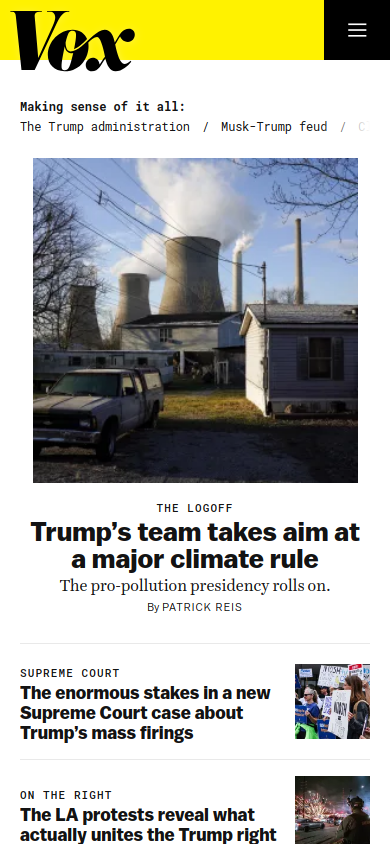 Vox
Making sense of it all:
The Trump administration / Musk-Trump feud /
THE LOGOFF
Trump’s team takes aim at
a major climate rule
The pro-pollution presidency rolls on.
By PATRICK REIS
SUPREME COURT
The enormous stakes in a new
Supreme Court case about
Trump’s mass firings
ON THE RIGHT
The LA protests reveal what
actually unites the Trump right